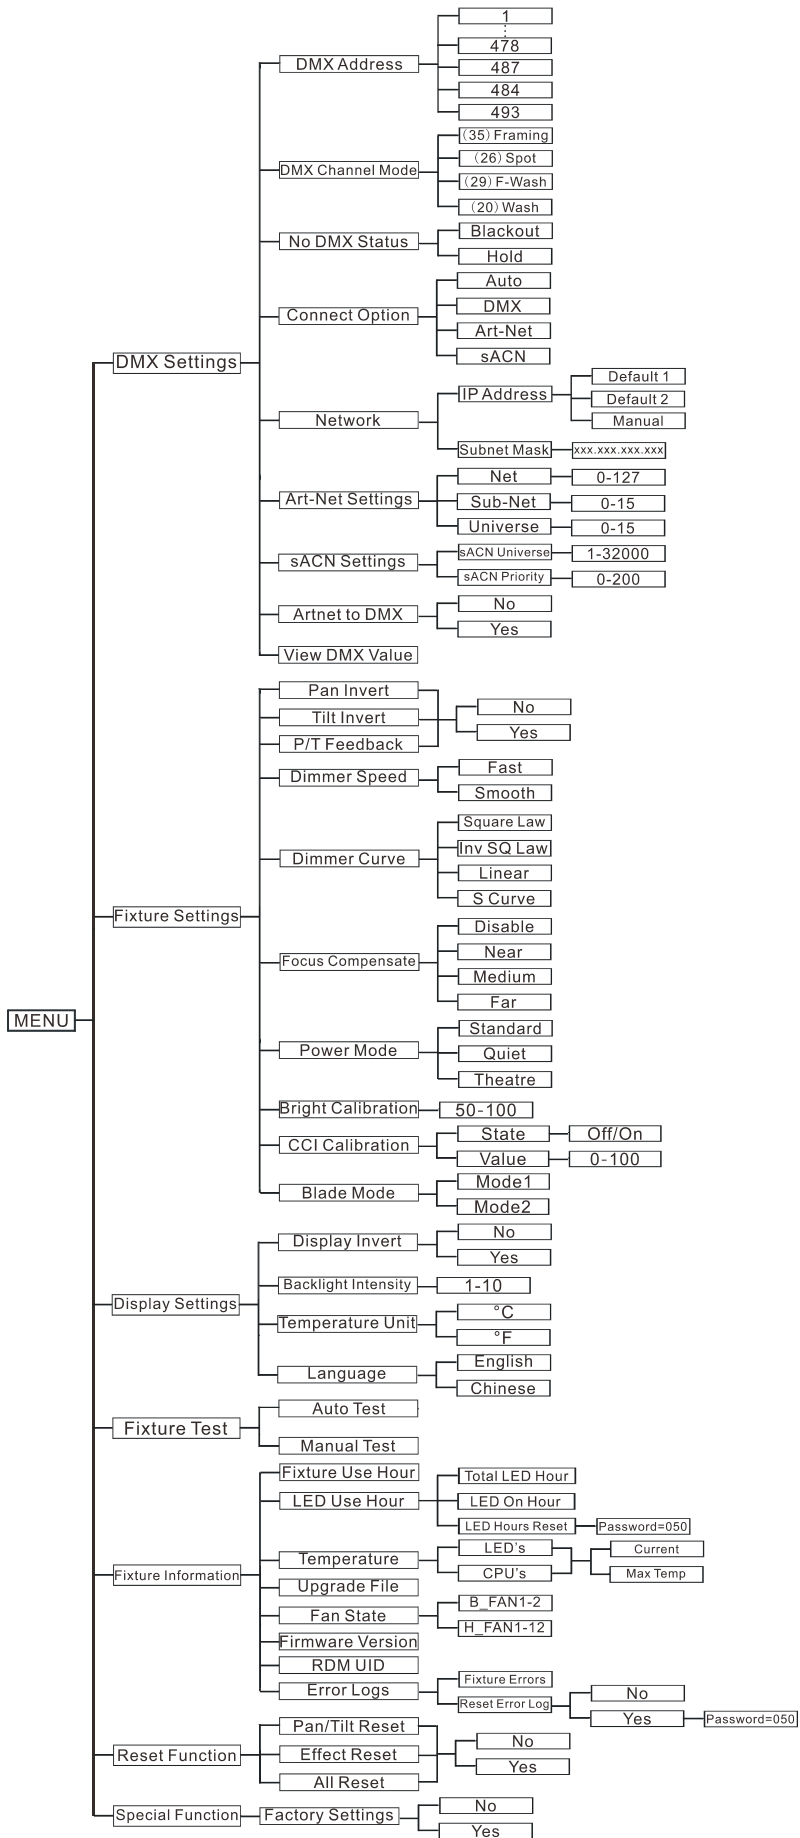 MENU
DMX Settings
DMX Address
1
478
487
484
493
DMX Channel Mode
(35) Framing
(26) Spot
(29) F-Wash
(20) Wash
No DMX Status
Blackout
Hold
Connect Option
Auto
DMX
Art-Net
sACN
Network
IP Address
Default 1
Default 2
Manual
Subnet Mask
xxx.xxx.xxx.xxx
Art-Net Settings
Net
0-127
Sub-Net
0-15
Universe
0-15
sACN Settings
sACN Universe
1-32000
sACN Priority
0-200
Artnet to DMX
No
Yes
View DMX Value
Fixture Settings
Pan Invert
Tilt Invert
P/T Feedback
No
Yes
Dimmer Speed
Fast
Smooth
Dimmer Curve
Square Law
Inv SQ Law
Linear
S Curve
Focus Compensate
Disable
Near
Medium
Far
Power Mode
Standard
Quiet
Theatre
Bright Calibration
50-100
CCI Calibration
State
Off/On
Value
0-100
Blade Mode
Mode1
Mode2
Display Settings
Display Invert
No
Yes
Backlight Intensity
1-10
Temperature Unit
°C
°F
Language
English
Chinese
Fixture Test
Auto Test
Manual Test
Fixture Information
Fixture Use Hour
LED Use Hour
Total LED Hour
LED On Hour
LED Hours Reset
Password=050
Temperature
LED's
CPU's
Current
Max Temp
Upgrade File
Fan State
B_FAN1-2
H_FAN1-12
Firmware Version
RDM UID
Error Logs
Fixture Errors
Reset Error Log
No
Yes
Password=050
Reset Function
Pan/Tilt Reset
Effect Reset
All Reset
No
Yes
Special Function
Factory Settings
No
Yes